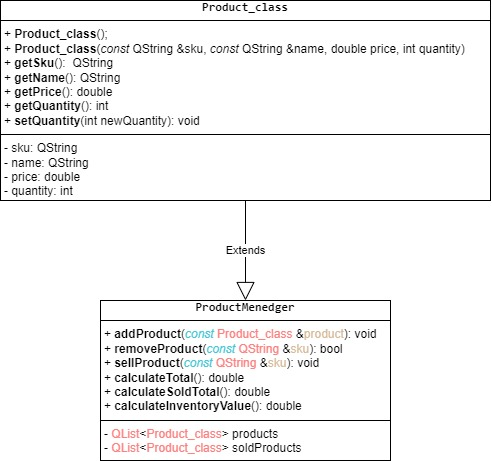 Product_class
+ Product_class();
+ Product_class(const QString &sku, const QString &name, double price, int quantity)
+ getSku(): QString
+ getName(): QString
+ getPrice(): double
+ getQuantity(): int
+ setQuantity(int newQuantity): void
- sku: QString
- name: QString
- price: double
- quantity: int
Extends
ProductMenedger
+ addProduct(const Product_class &product): void
+ removeProduct(const QString &sku): bool
+ sellProduct(const QString &sku): void
+ calculateTotal(): double
+ calculateSoldTotal(): double
+ calculateInventoryValue(): double
- QList<Product_class> products
- QList<Product_class> soldProducts